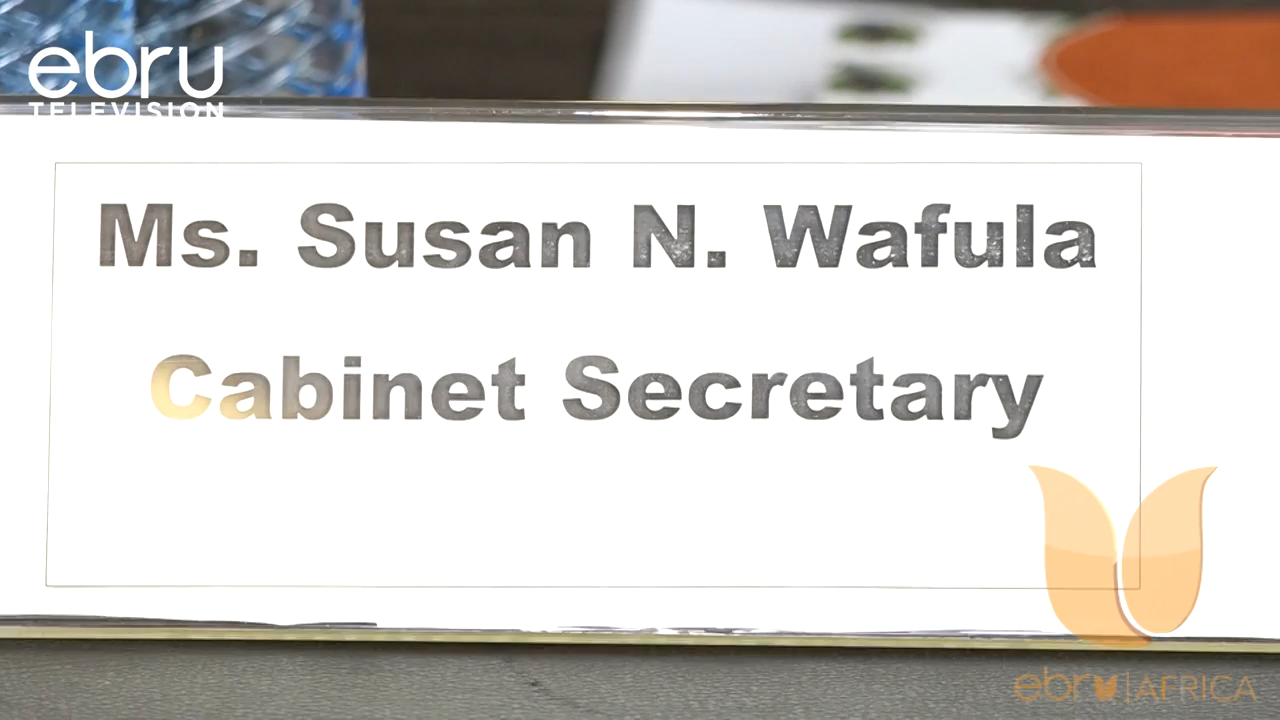 ebru
TELEVISION
Ms. Susan N. Wafula
Cabinet Secretary
ebru AFRICA